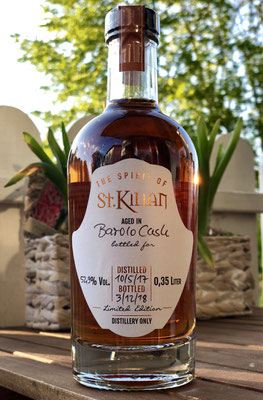 THE SPIRIT OF
ST. KILIAN
AGED IN
Barolo Cask
bottled for
DISTILLED
52,9% VOL. 10/5/17 0,35 LITER
BOTTLED
3/12/18
Limited Edition
DISTILLERY ONLY